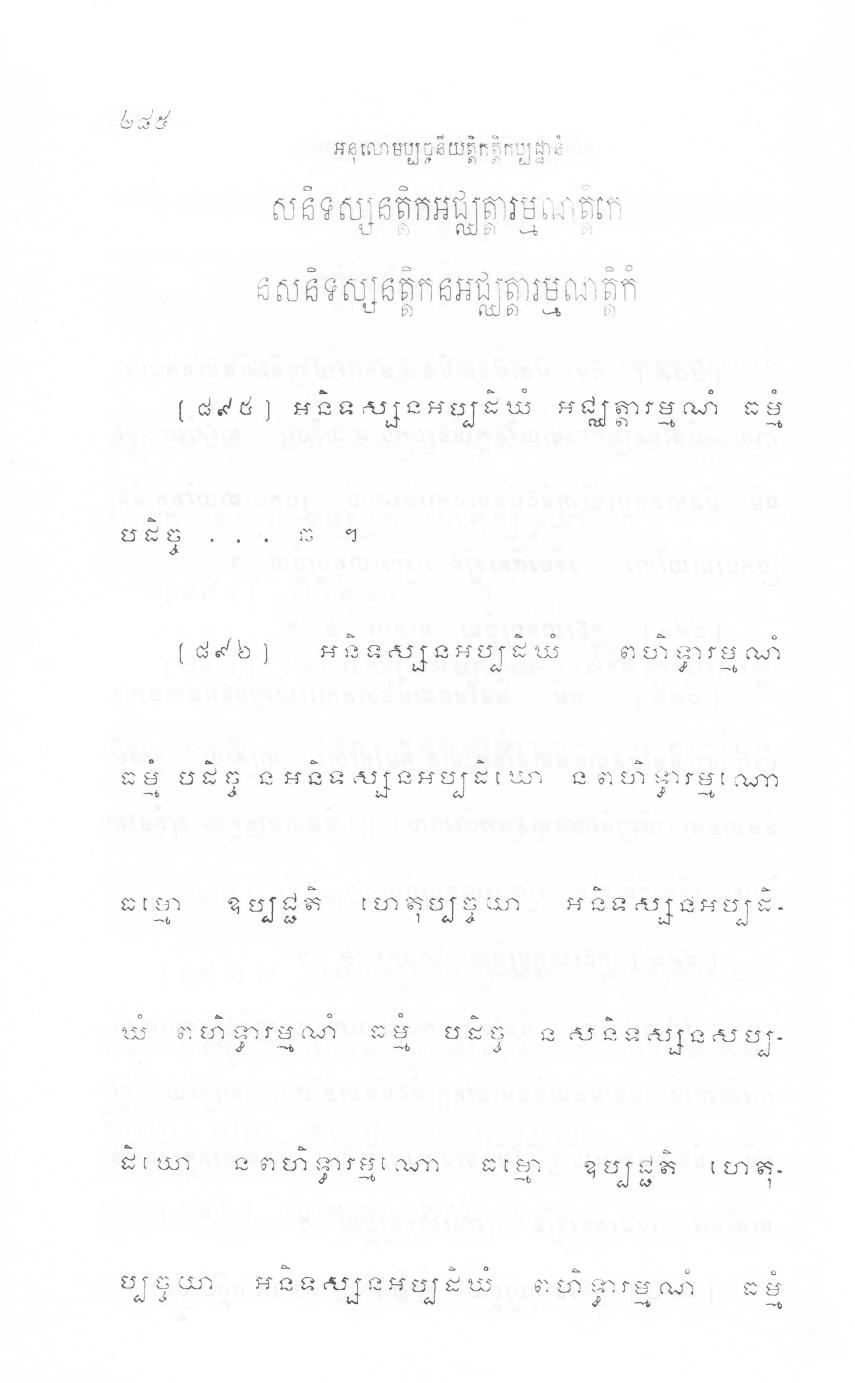 ២៨៥
អនុលោមប្បច្ចនីយត្តិកត្តិកប្បដ្ឋានំ
សនិទស្សនត្តិកអជ្ឈត្តារម្មណត្តិកេ
នសនិទស្សនត្តិកនអជ្ឈត្តារម្មណត្តិកំ
[៨៩៥] អនិទស្សនអប្បដិឃំ អជ្ឈត្តារម្មណំ ធម្មំ
បដិច្ច . . . ធ ។
[៨៩៦] អនិទស្សនអប្បដិឃំ ពហិទ្ធារម្មណំ
ធម្មំ បដិច្ច ន អនិទស្សនអប្បដិឃោ ន ពហិទ្ធារម្មណោ
ធម្មោ ឧប្បជ្ជតិ ហេតុប្បច្ចយា អនិទស្សនអប្បដិ-
ឃំ ពហិទ្ធារម្មណំ ធម្មំ បដិច្ច ន សនិទស្សនសប្ប-
ដិឃោ នពហិទ្ធារម្មណោ ធម្មោ ឧប្បជ្ជតិ ហេតុ-
ប្បច្ចយា អនិទស្សនអប្បដិឃំ ពហិទ្ធារម្មណំ ធម្មំ